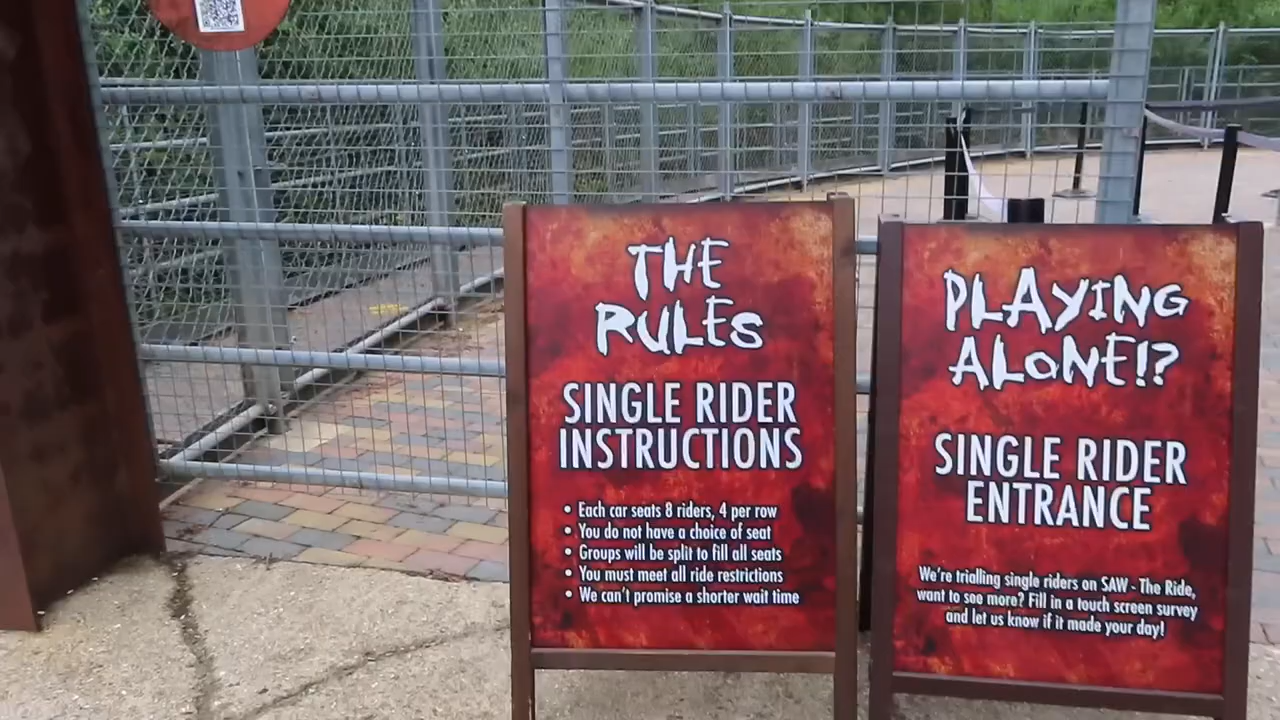 THE
RULES
SINGLE RIDER
INSTRUCTIONS
• Each car seats 8 riders, 4 per row
• You do not have a choice of seat
• Groups will be split to fill all seats
• You must meet all ride restrictions
• We can't promise a shorter wait time
PLAYING
ALONE!?
SINGLE RIDER
ENTRANCE
We're trialling single riders on SAW - The Ride,
want to see more? Fill in a touch screen survey
and let us know if it made your day!